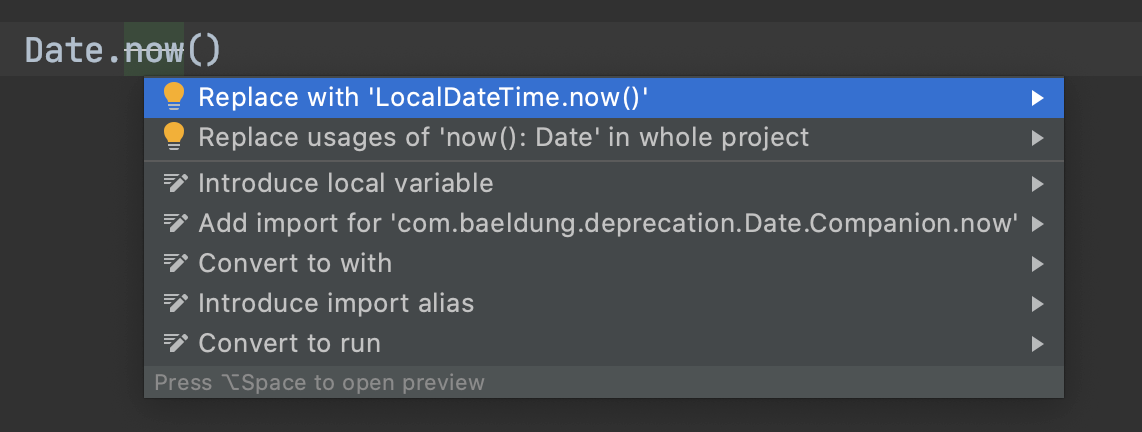 Date.now()
Replace with 'LocalDateTime.now()'
Replace usages of 'now(): Date' in whole project
Introduce local variable
Add import for 'com.baeldung.deprecation.Date.Companion.now'
Convert to with
Introduce import alias
Convert to run
Press ⌥Space to open preview